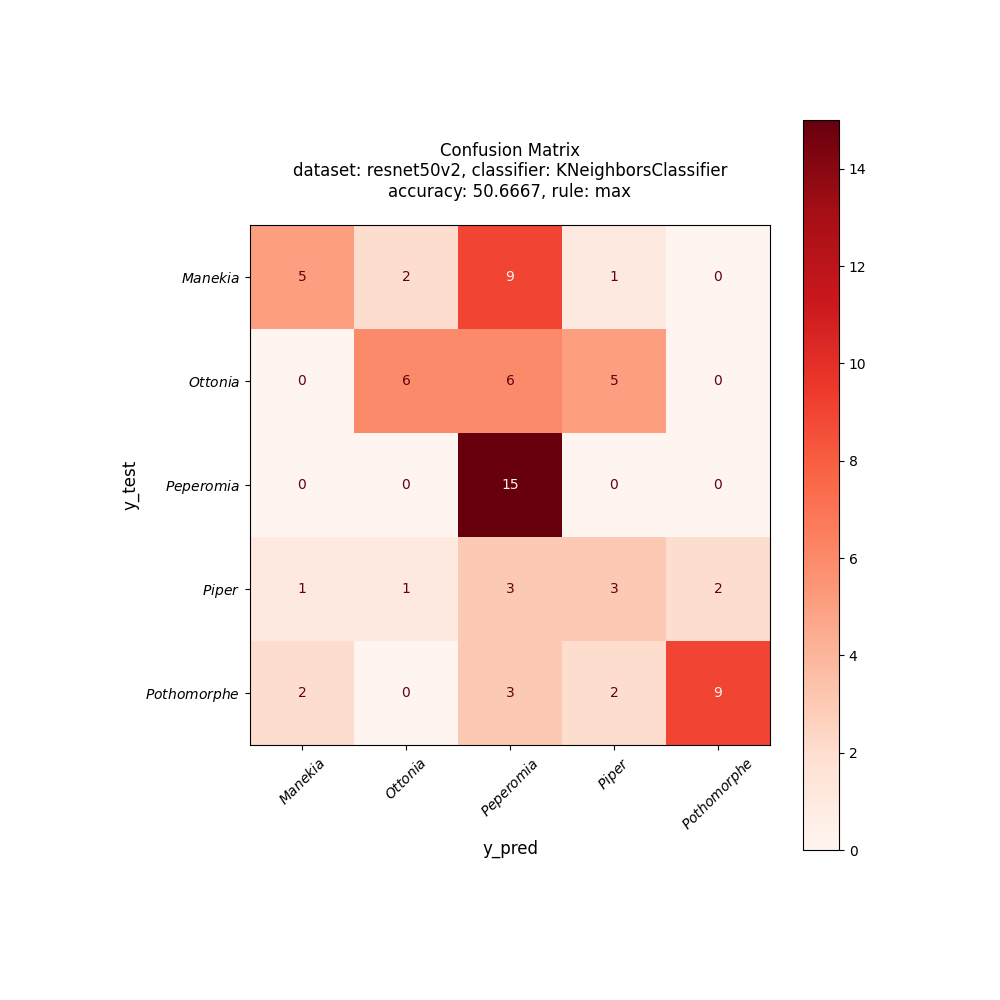 Confusion Matrix
dataset: resnet50v2, classifier: KNeighborsClassifier
accuracy: 50.6667, rule: max
Manekia 5 2 9 1 0
Ottonia 0 6 6 5 0
Peperomia 0 0 15 0 0
Piper 1 1 3 3 2
Pothomorphe 2 0 3 2 9
Manekia Ottonia Peperomia Piper Pothomorphe
y_pred
y_test
14
12
10
8
6
4
2
0